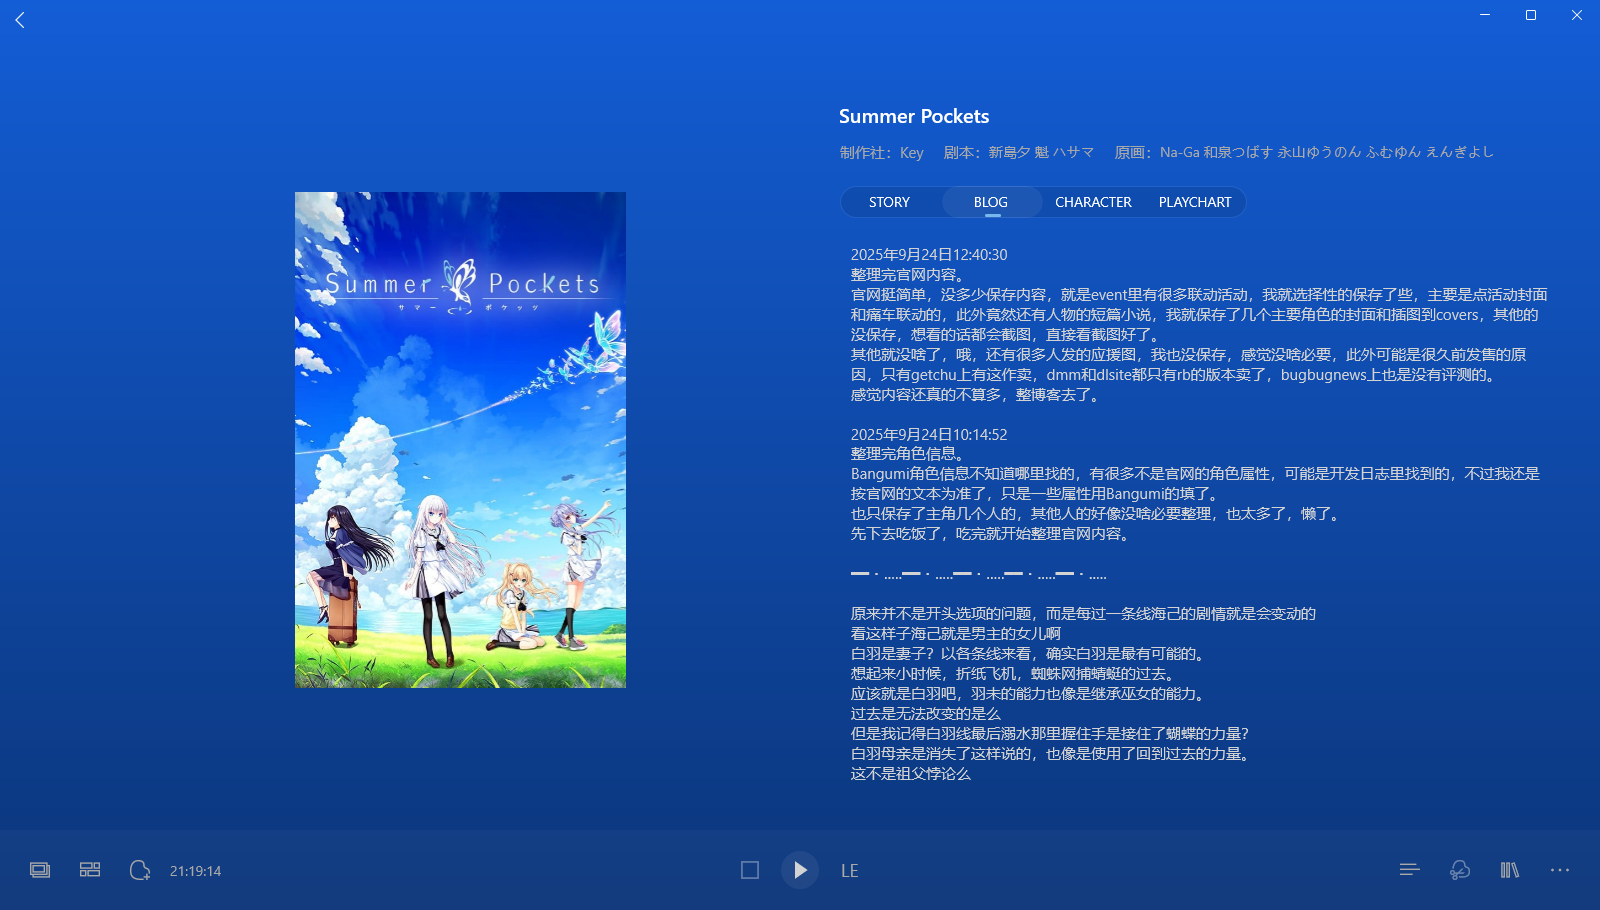 Summer Pockets
制作社：Key 剧本：新島夕 魁 ハサマ 原画：Na-Ga 和泉つばす 永山ゆうのん ふむゆん えんぎよし
STORY BLOG CHARACTER PLAYCHART
Summer Pockets
サマー ポケッツ
2025年9月24日12:40:30
整理完官网内容。
官网挺简单，没多少保存内容，就是event里有很多联动活动，我就选择性的保存了些，主要是点活动封面
和痛车联动的，此外竟然还有人物的短篇小说，我就保存了几个主要角色的封面和插图到covers，其他的
没保存，想看的话都会截图，直接看截图好了。
其他就没啥了，哦，还有很多人发的应援图，我也没保存，感觉没啥必要，此外可能是很久前发售的原
因，只有getchu上有这作卖，dmm和dlsite都只有rb的版本卖了，bugbugnews上也是没有评测的。
感觉内容还真的不算多，整博客去了。
2025年9月24日10:14:52
整理完角色信息。
Bangumi角色信息不知道哪里找的，有很多不是官网的角色属性，可能是开发日志里找到的，不过我还是
按官网的文本为准了，只是一些属性用Bangumi的填了。
也只保存了主角几个人的，其他人的好像没啥必要整理，也太多了，懒了。
先下去吃饭了，吃完就开始整理官网内容。
━・.....━・.....━・.....━・.....━・.....
原来并不是开头选项的问题，而是每过一条线海己的剧情就是会变动的
看这样子海己就是男主的女儿啊
白羽是妻子？以各条线来看，确实白羽是最有可能的。
想起来小时候，折纸飞机，蜘蛛网捕蜻蜓的过去。
应该就是白羽吧，羽未的能力也像是继承巫女的能力。
过去是无法改变的是么
但是我记得白羽线最后溺水那里握住手是接住了蝴蝶的力量？
白羽母亲是消失了这样说的，也像是使用了回到过去的力量。
这不是祖父悖论么
21:19:14
LE